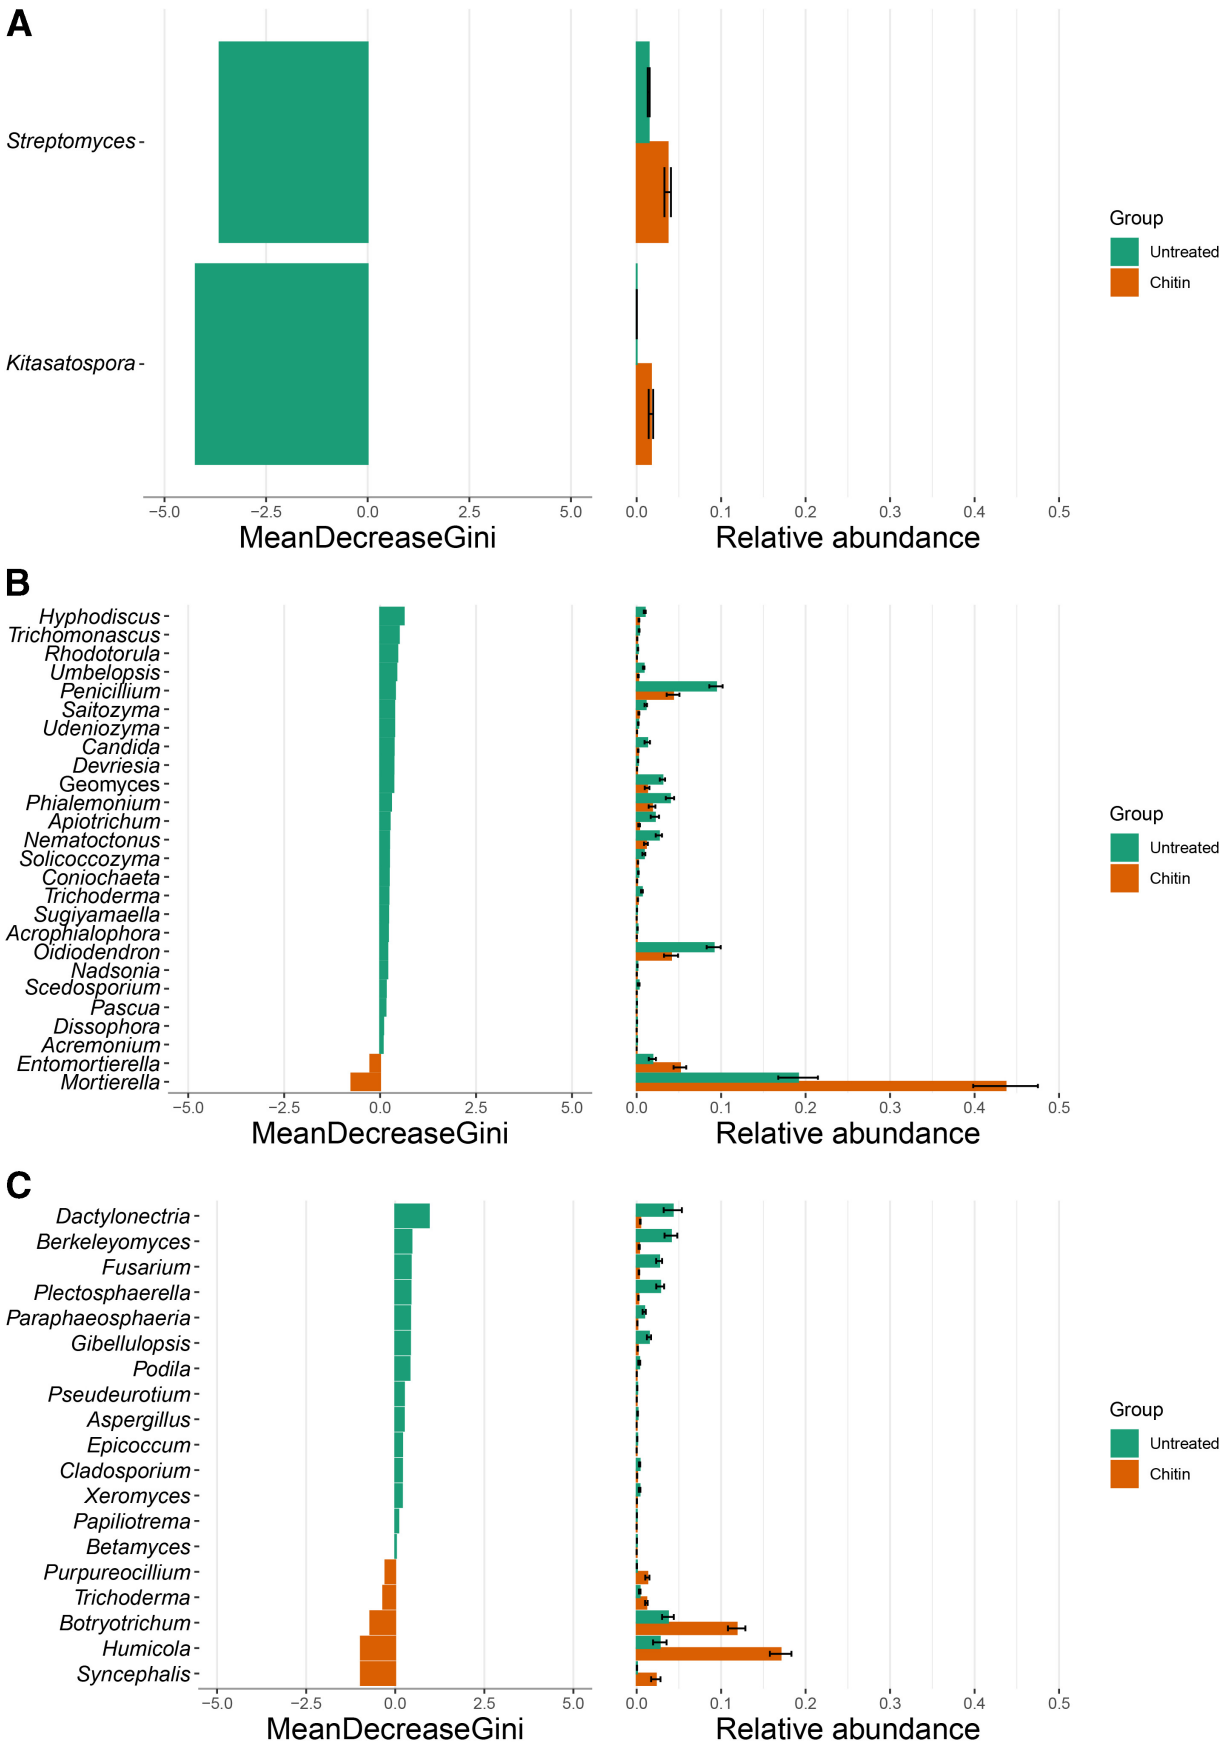 A
Streptomyces
Kitasatospora
−5.0 −2.5 0.0 2.5 5.0
MeanDecreaseGini
0.0 0.1 0.2 0.3 0.4 0.5
Relative abundance
Group
Untreated
Chitin
B
Hyphodiscus
Trichomonascus
Rhodotorula
Umbelopsis
Penicillium
Saitozyma
Udeniozyma
Candida
Devriesia
Geomyces
Phialemonium
Apiotrichum
Nematoctonus
Solicoccozyma
Coniochaeta
Trichoderma
Sugiyamaella
Acrophialophora
Oidiodendron
Nadsonia
Scedosporium
Pascua
Dissophora
Acremonium
Entomortierella
Mortierella
−5.0 −2.5 0.0 2.5 5.0
MeanDecreaseGini
0.0 0.1 0.2 0.3 0.4 0.5
Relative abundance
Group
Untreated
Chitin
C
Dactylonectria
Berkeleyomyces
Fusarium
Plectosphaerella
Paraphaeosphaeria
Gibellulopsis
Podila
Pseudeurotium
Aspergillus
Epicoccum
Cladosporium
Xeromyces
Papiliotrema
Betamyces
Purpureocillium
Trichoderma
Botryotrichum
Humicola
Syncephalis
−5.0 −2.5 0.0 2.5 5.0
MeanDecreaseGini
0.0 0.1 0.2 0.3 0.4 0.5
Relative abundance
Group
Untreated
Chitin